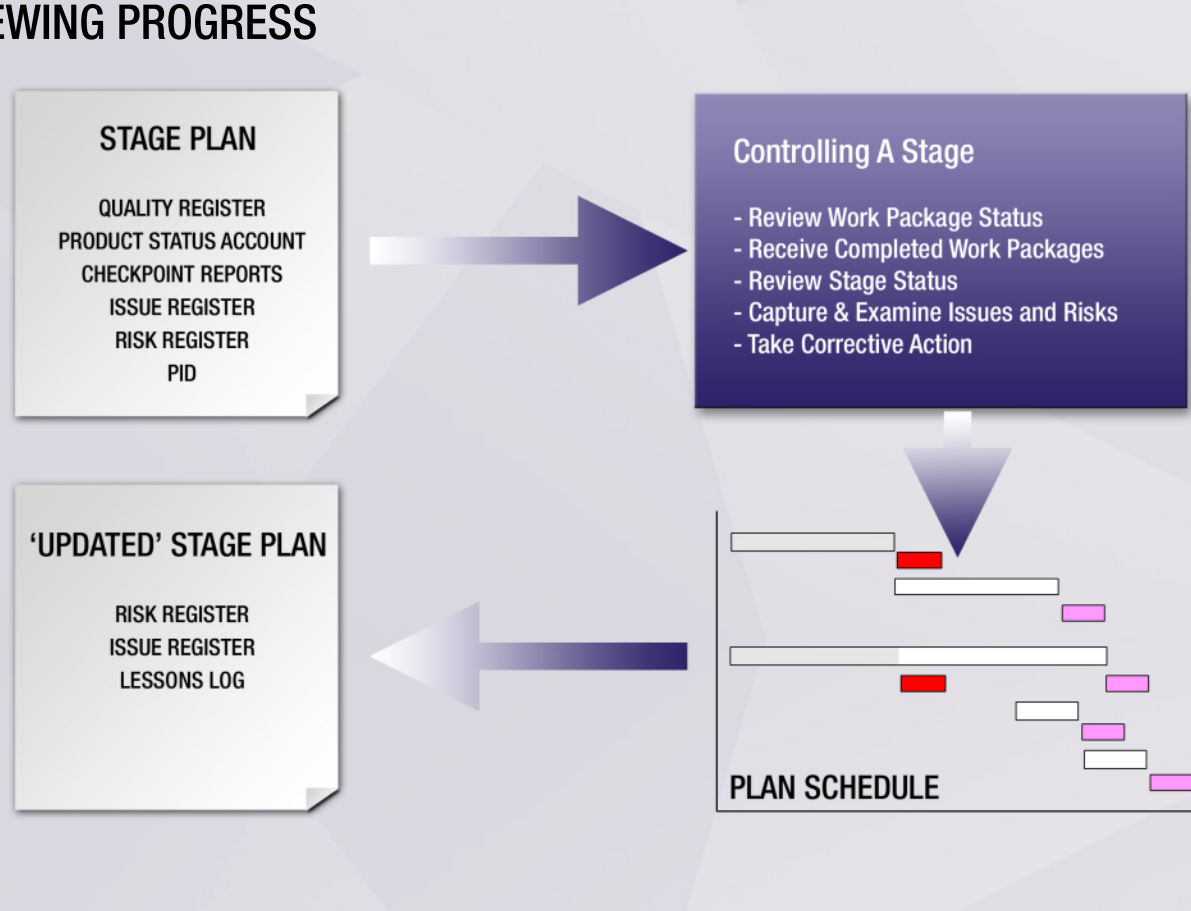 EWING PROGRESS
STAGE PLAN
QUALITY REGISTER
PRODUCT STATUS ACCOUNT
CHECKPOINT REPORTS
ISSUE REGISTER
RISK REGISTER
PID
Controlling A Stage
- Review Work Package Status
- Receive Completed Work Packages
- Review Stage Status
- Capture & Examine Issues and Risks
- Take Corrective Action
‘UPDATED’ STAGE PLAN
RISK REGISTER
ISSUE REGISTER
LESSONS LOG
PLAN SCHEDULE